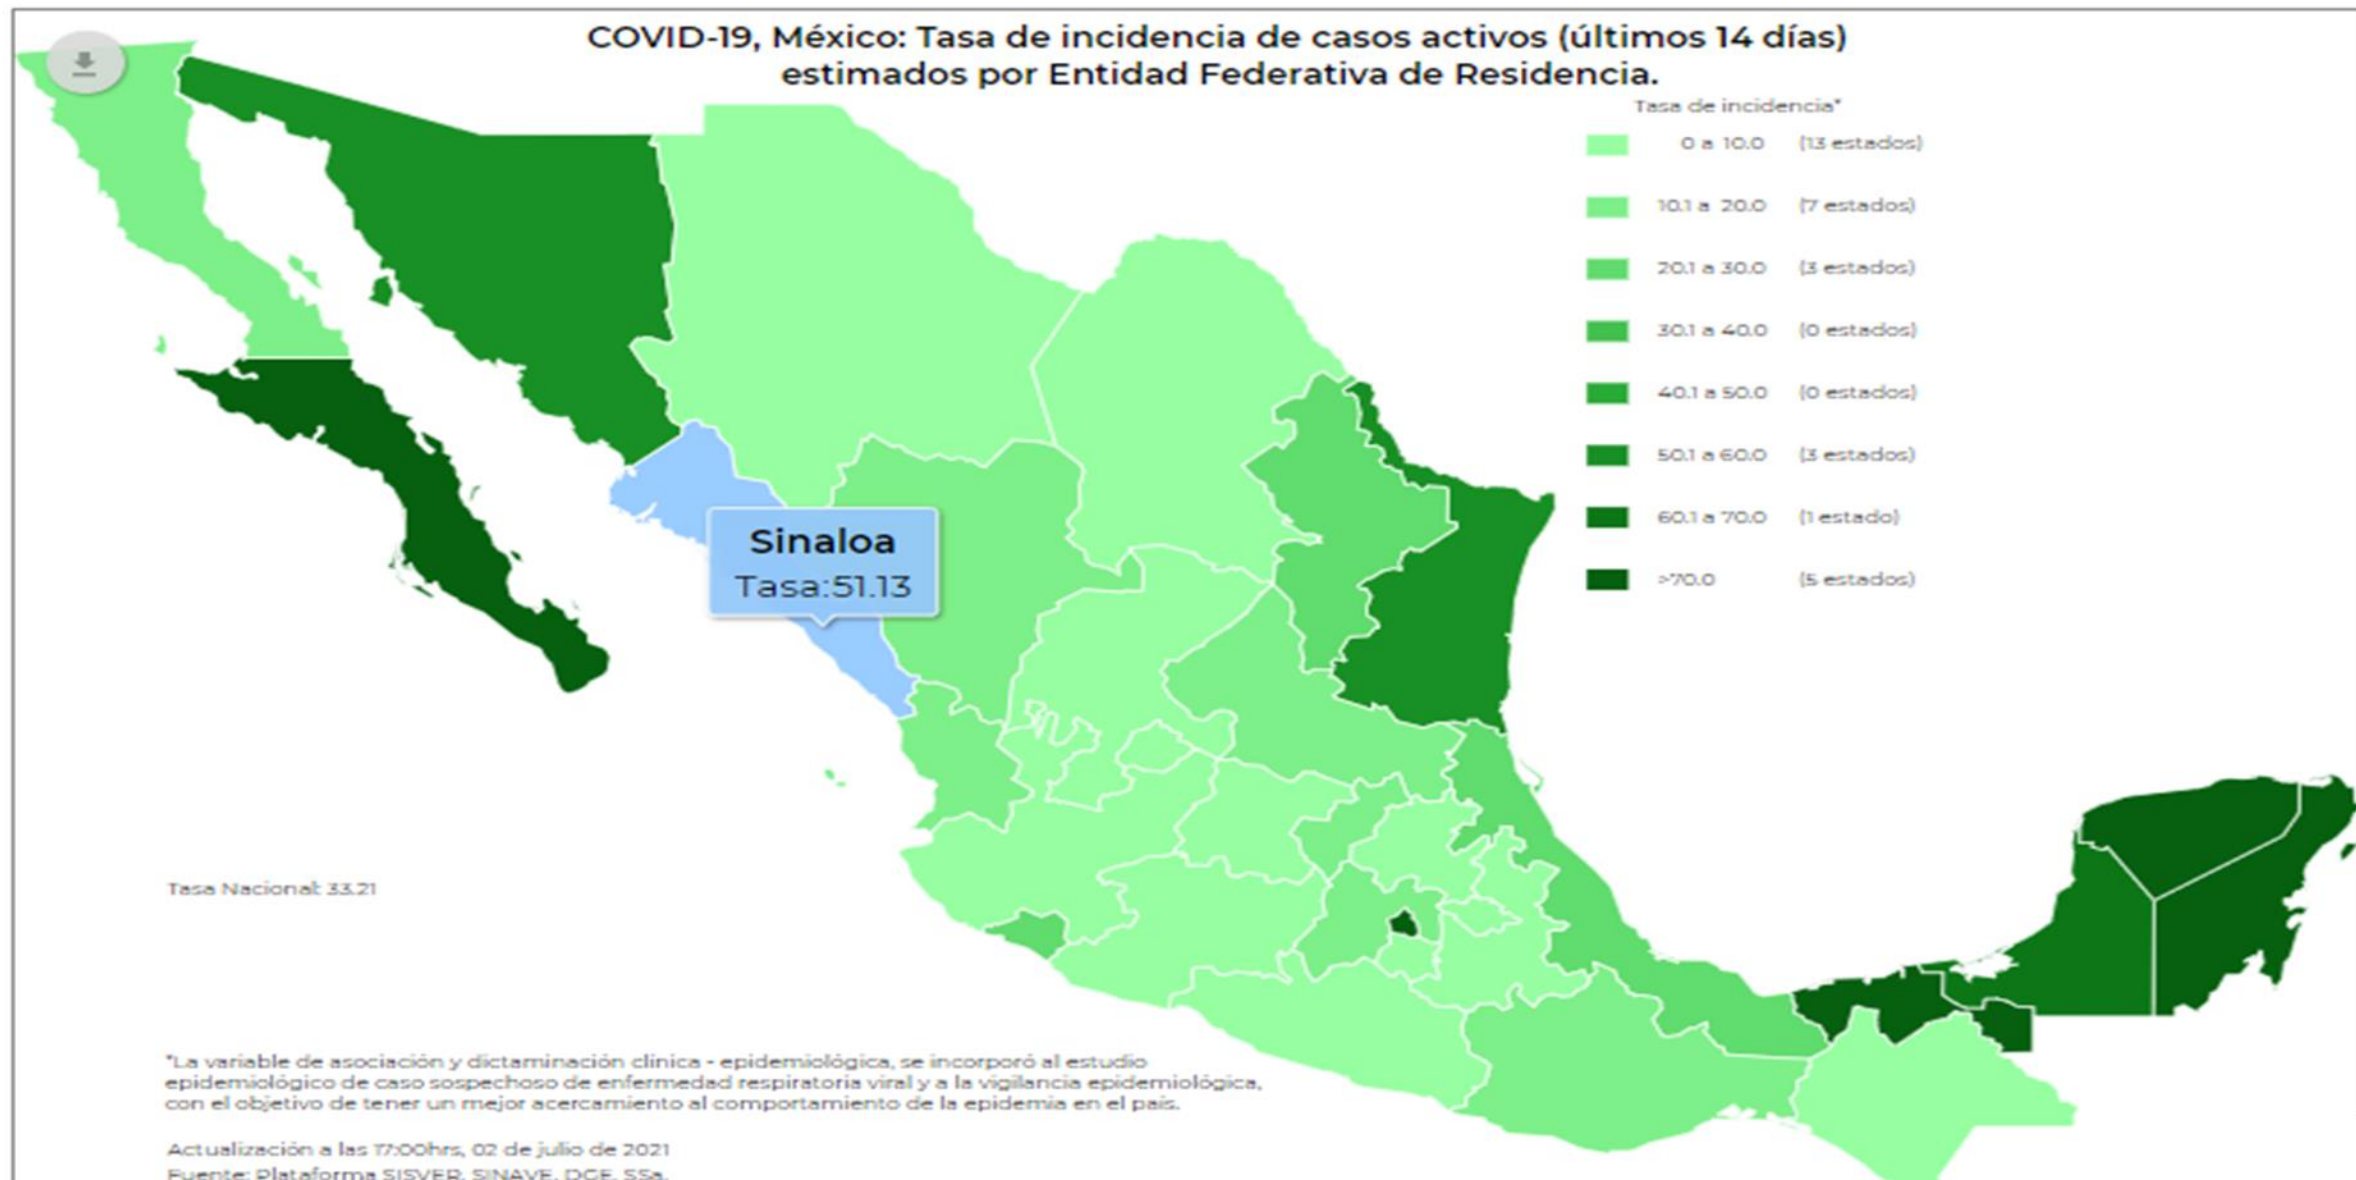 COVID-19, México: Tasa de incidencia de casos activos (últimos 14 días)
estimados por Entidad Federativa de Residencia.
Tasa de incidencia*
0 a 10.0 (13 estados)
10.1 a 20.0 (7 estados)
20.1 a 30.0 (3 estados)
30.1 a 40.0 (0 estados)
40.1 a 50.0 (0 estados)
50.1 a 60.0 (3 estados)
60.1 a 70.0 (1 estado)
>70.0 (5 estados)
Sinaloa
Tasa:51.13
Tasa Nacional: 33.21
*La variable de asociación y dictaminación clínica - epidemiológica, se incorporó al estudio
epidemiológico de caso sospechoso de enfermedad respiratoria viral y a la vigilancia epidemiológica,
con el objetivo de tener un mejor acercamiento al comportamiento de la epidemia en el país.
Actualización a las 17:00hrs, 02 de julio de 2021
Fuente: Plataforma SISVER, SINAVE, DGE, SSa.